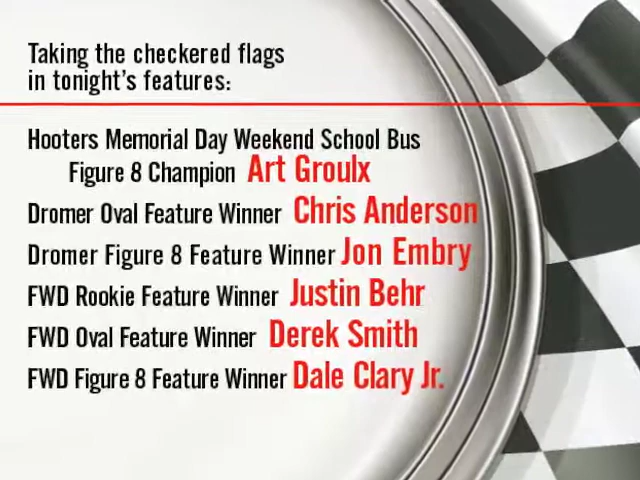 Taking the checkered flags
in tonight's features:
Hooters Memorial Day Weekend School Bus
Figure 8 Champion Art Groulx
Dromer Oval Feature Winner Chris Anderson
Dromer Figure 8 Feature Winner Jon Embry
FWD Rookie Feature Winner Justin Behr
FWD Oval Feature Winner Derek Smith
FWD Figure 8 Feature Winner Dale Clary Jr.